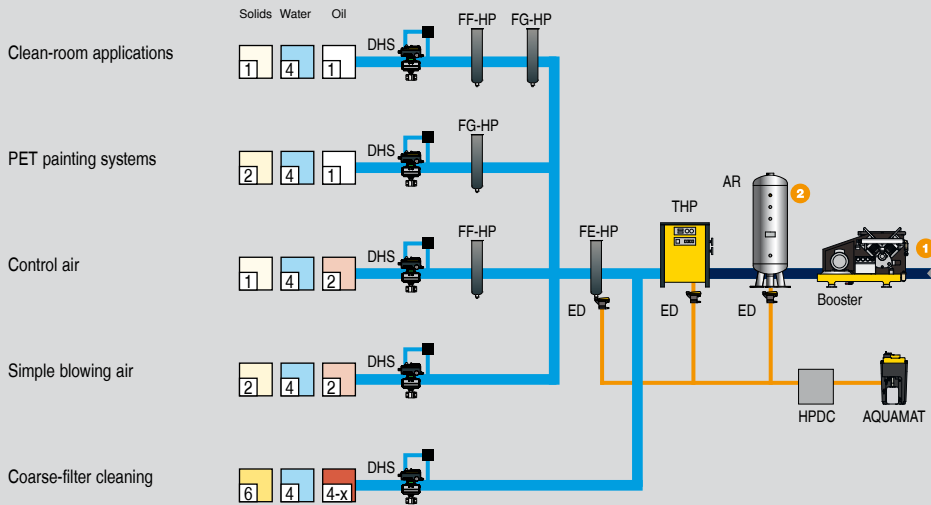 Solids Water Oil
Clean-room applications
1 4 1
DHS
FF-HP FG-HP
PET painting systems
2 4 1
DHS
FG-HP
AR
2
THP
Control air
1 4 2
DHS
FF-HP
FE-HP
1
Booster
ED ED ED
Simple blowing air
2 4 2
DHS
HPDC AQUAMAT
Coarse-filter cleaning
6 4 4-x
DHS